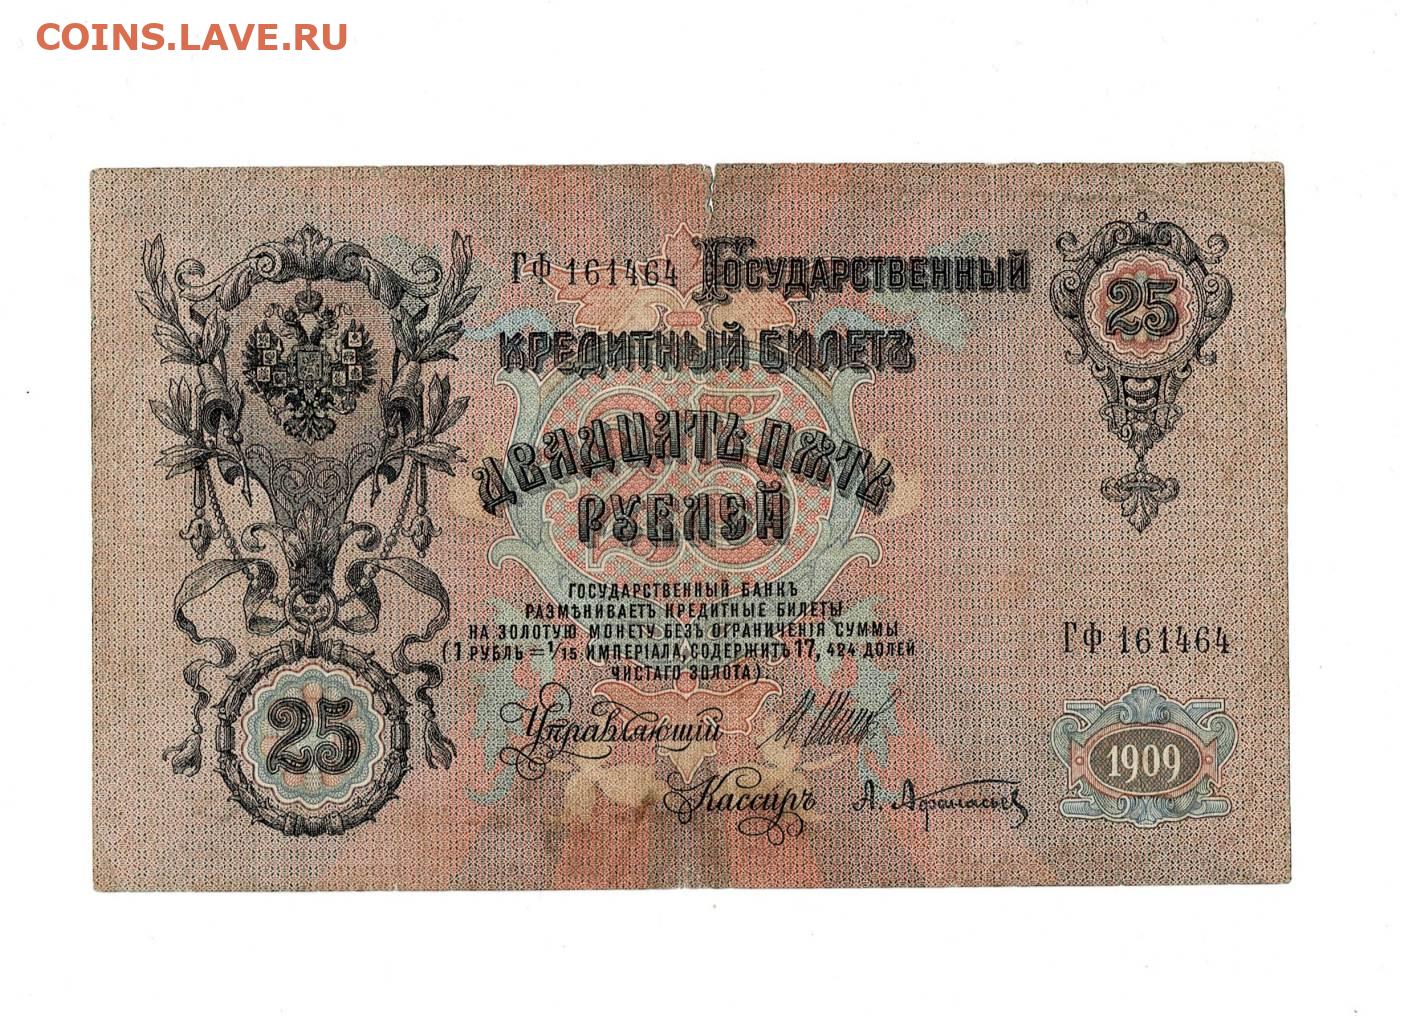 COINS.LAVE.RU
ГФ 161464 ГОСУДАРСТВЕННЫЙ
25
КРЕДИТНЫЙ БИЛЕТЪ
ДВАДЦАТЬ ПЯТЬ
РУБЛЕЙ
ГОСУДАРСТВЕННЫЙ БАНКЪ
РАЗМѢНИВАЕТЪ КРЕДИТНЫЕ БИЛЕТЫ
НА ЗОЛОТУЮ МОНЕТУ БЕЗЪ ОГРАНИЧЕНІЯ СУММЫ
(1 РУБЛЬ = 1/15 ИМПЕРІАЛА, СОДЕРЖИТЪ 17, 424 ДОЛЕЙ
ЧИСТАГО ЗОЛОТА).
ГФ 161464
25
Управляющій
Кассиръ А. Афанасьев
1909
25